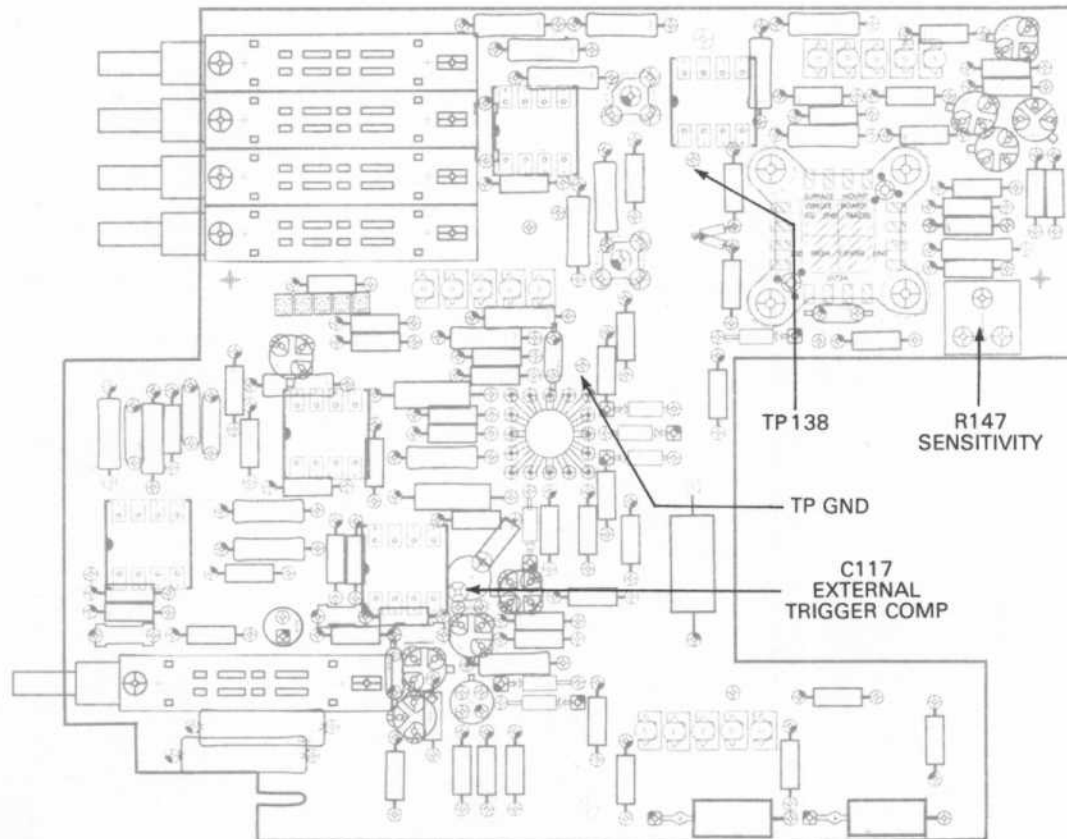 TP138
R147
SENSITIVITY
TP GND
C117
EXTERNAL
TRIGGER COMP